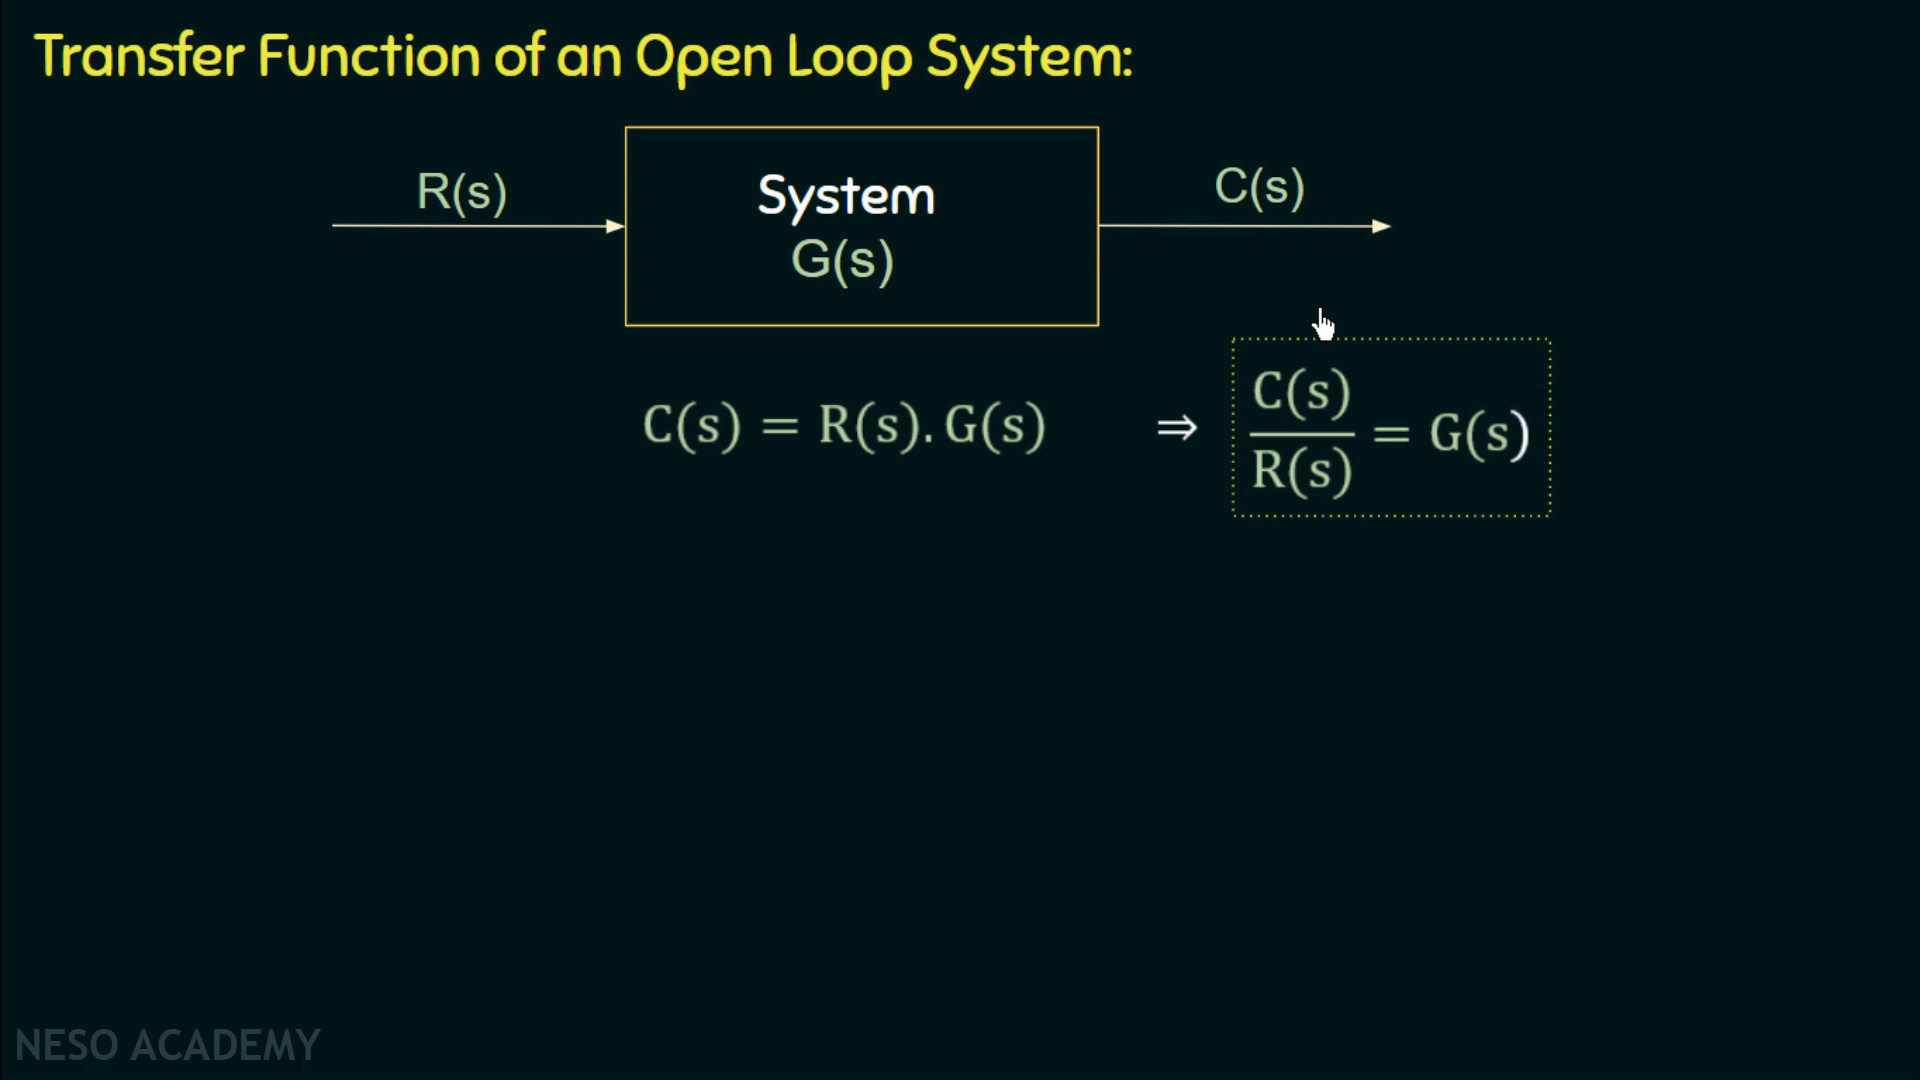 Transfer Function of an Open Loop System:
R(s)
System
G(s)
C(s)
C(s) = R(s). G(s) ⇒ C(s)/R(s) = G(s)
NESO ACADEMY